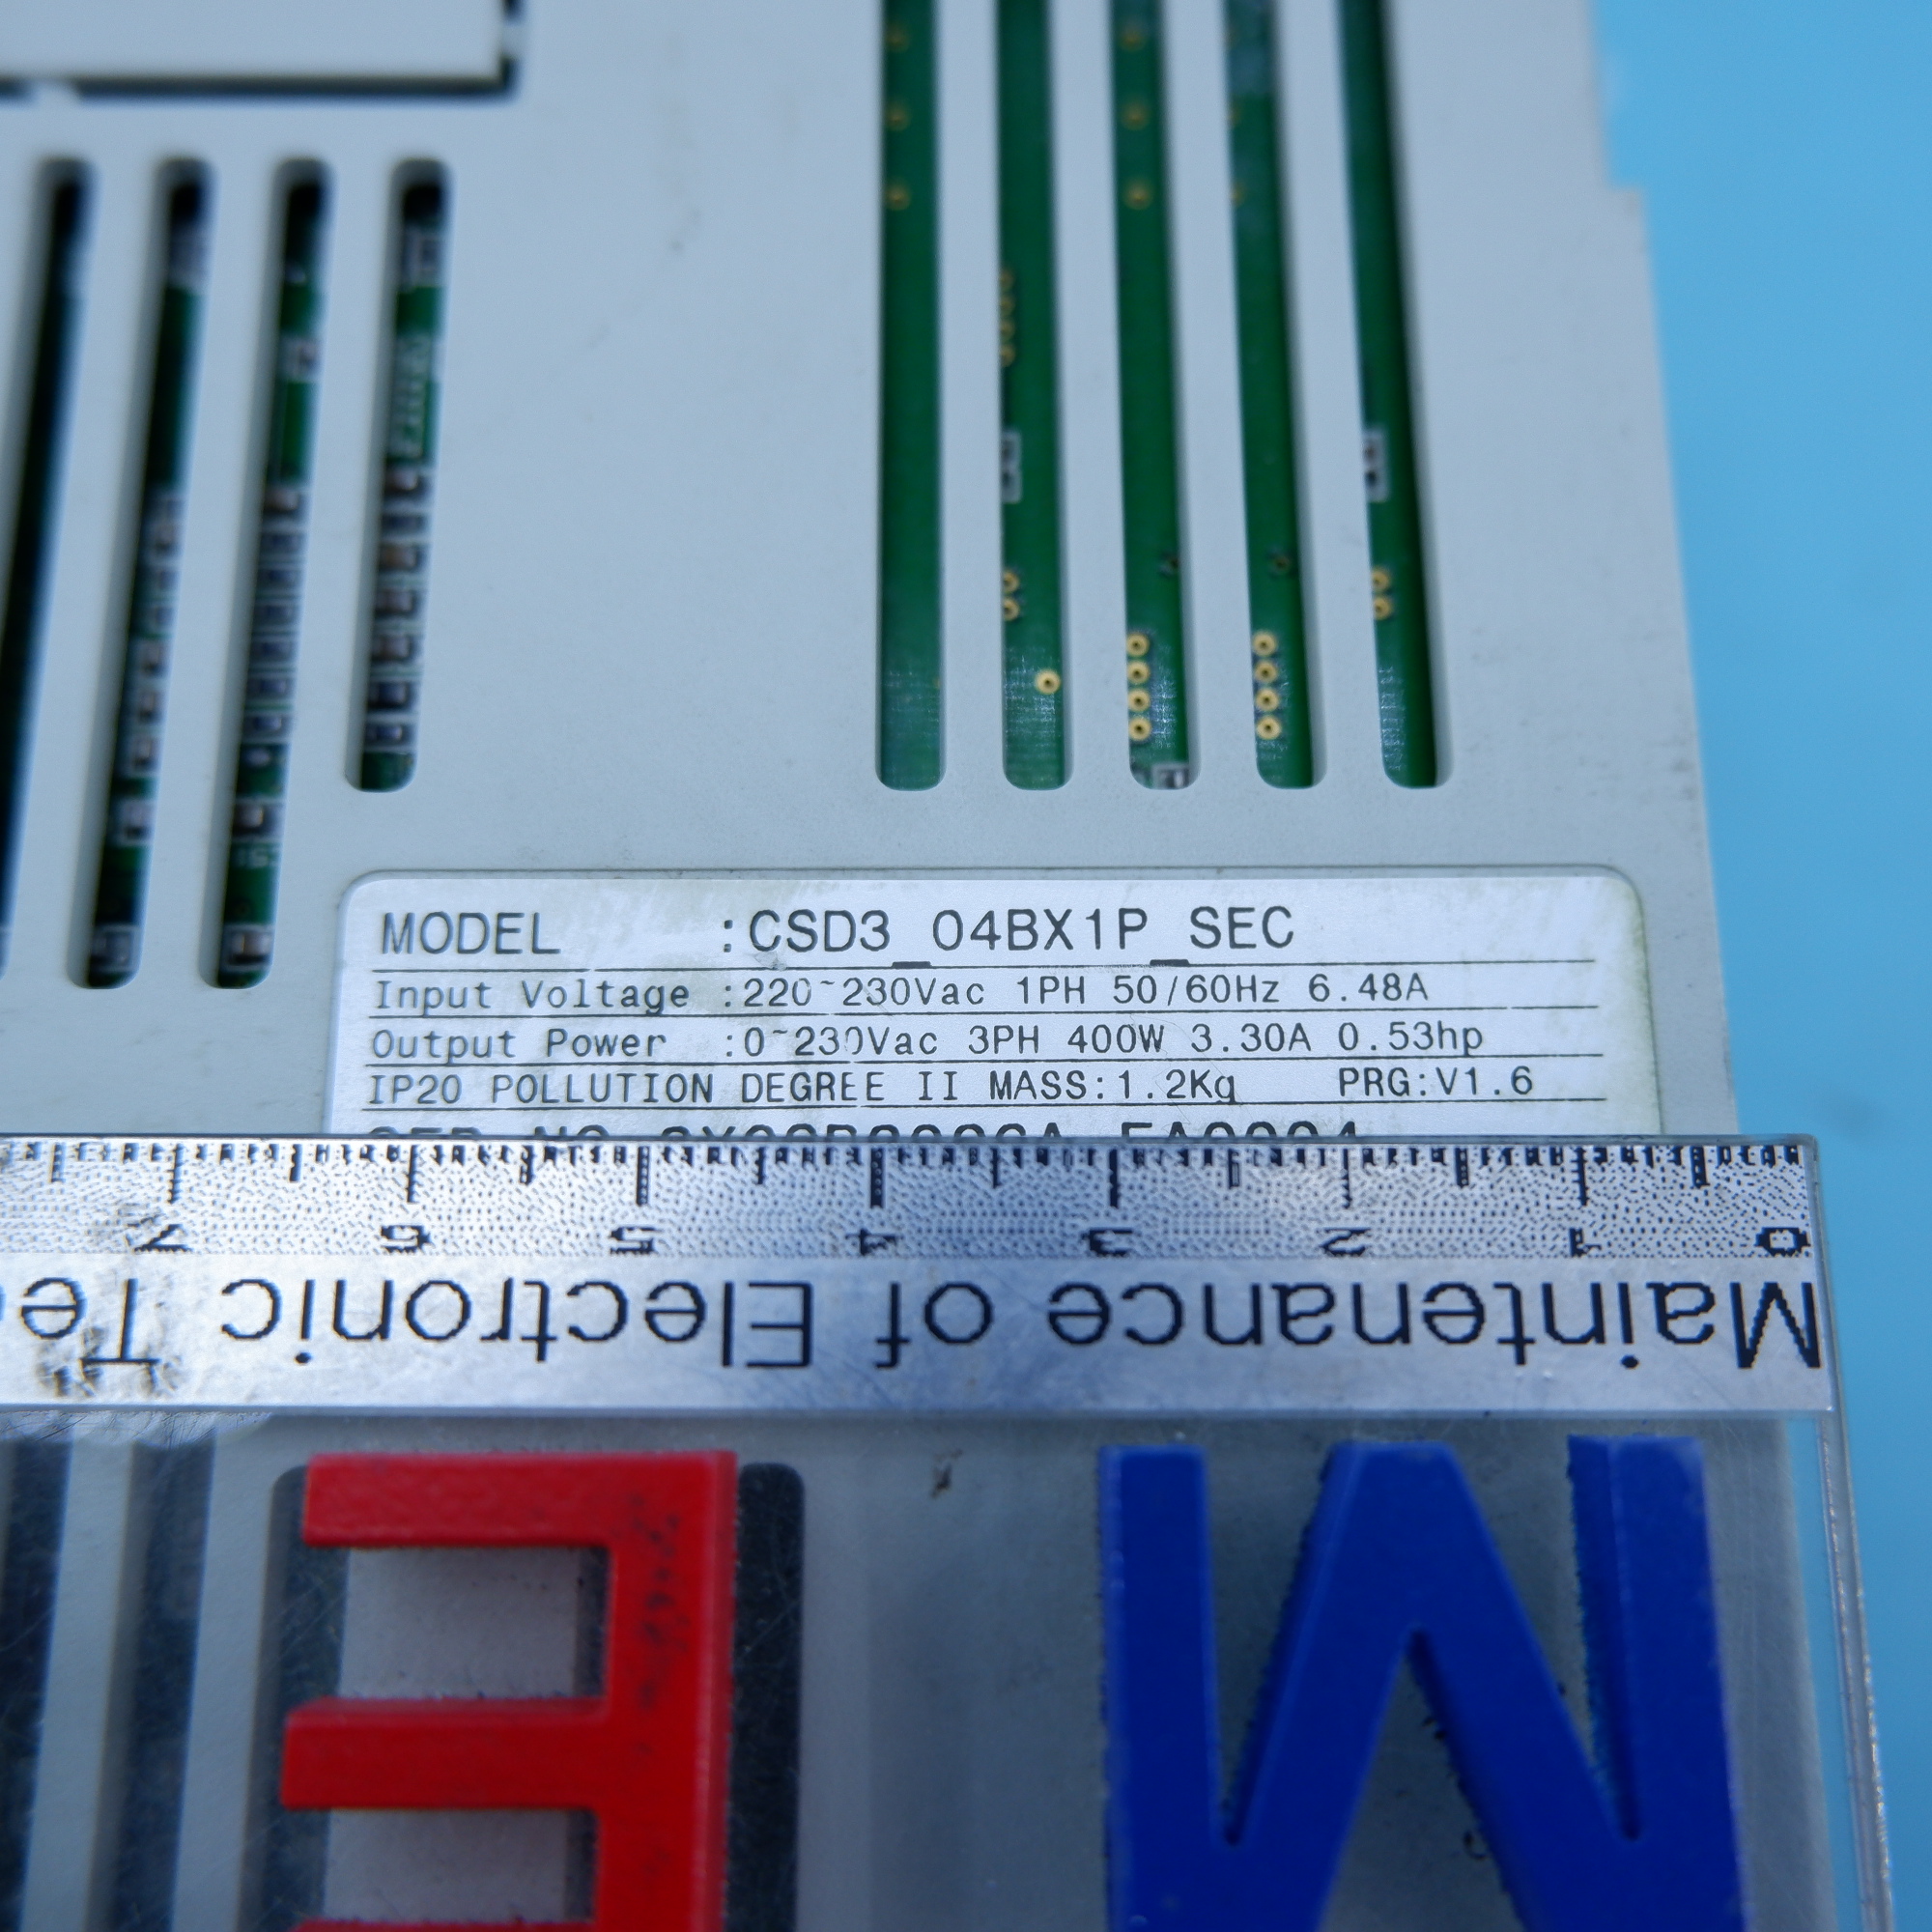 MODEL :CSD3_04BX1P_SEC
Input Voltage :220~230Vac 1PH 50/60Hz 6.48A
Output Power :0~230Vac 3PH 400W 3.30A 0.53hp
IP20 POLLUTION DEGREE II MASS:1.2Kg PRG:V1.6
7 6 5 4 3 2 1 0
Maintenance of Electronic Te
M E